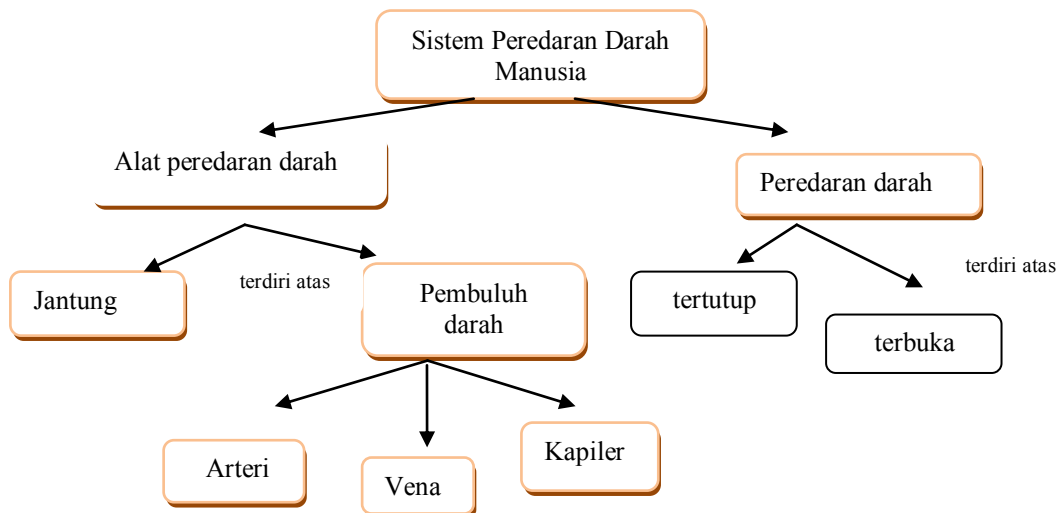 Sistem Peredaran Darah
Manusia
Alat peredaran darah
Peredaran darah
Jantung
terdiri atas
Pembuluh
darah
tertutup
terdiri atas
terbuka
Arteri
Vena
Kapiler